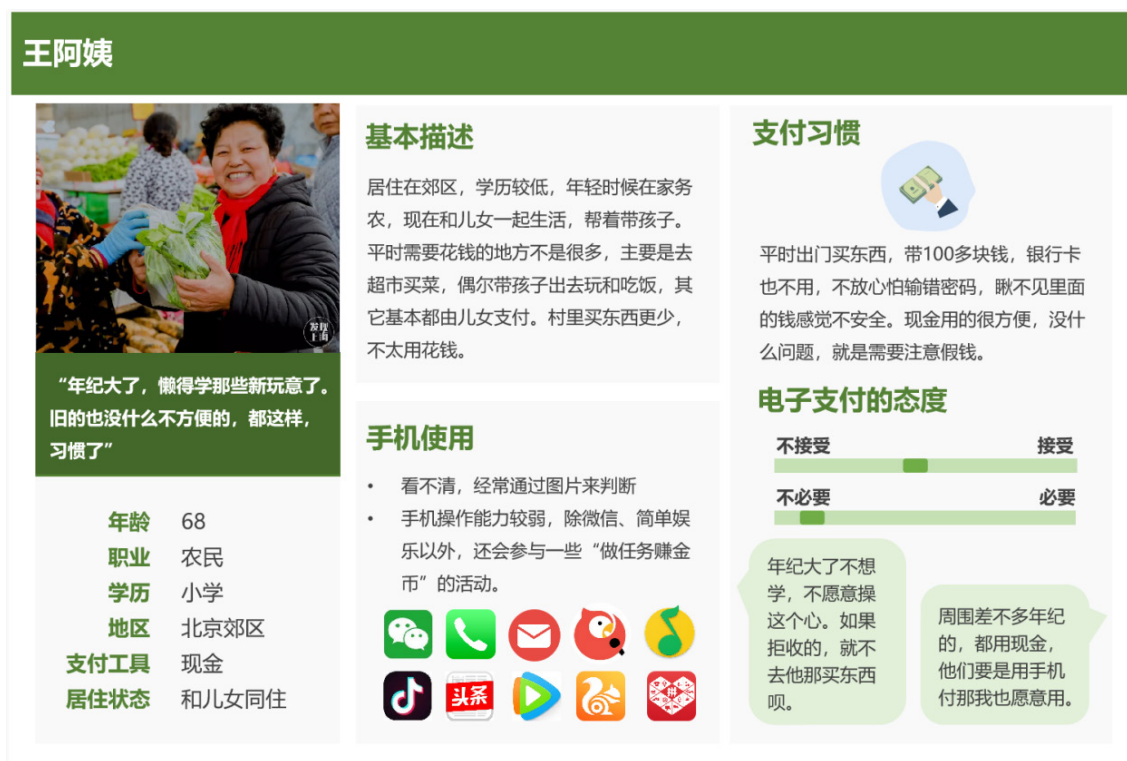 王阿姨
发现
上海
“年纪大了，懒得学那些新玩意了。
旧的也没什么不方便的，都这样，
习惯了”
年龄 68
职业 农民
学历 小学
地区 北京郊区
支付工具 现金
居住状态 和儿女同住
基本描述
居住在郊区，学历较低，年轻时候在家务
农，现在和儿女一起生活，帮着带孩子。
平时需要花钱的地方不是很多，主要是去
超市买菜，偶尔带孩子出去玩和吃饭，其
它基本都由儿女支付。村里买东西更少，
不太用花钱。
手机使用
• 看不清，经常通过图片来判断
• 手机操作能力较弱，除微信、简单娱
乐以外，还会参与一些“做任务赚金
币”的活动。
头条
拼
支付习惯
平时出门买东西，带100多块钱，银行卡
也不用，不放心怕输错密码，瞅不见里面
的钱感觉不安全。现金用的很方便，没什
么问题，就是需要注意假钱。
电子支付的态度
不接受 接受
不必要 必要
年纪大了不想
学，不愿意操
这个心。如果
拒收的，就不
去他那买东西
呗。
周围差不多年纪
的，都用现金，
他们要是用手机
付那我也愿意用。